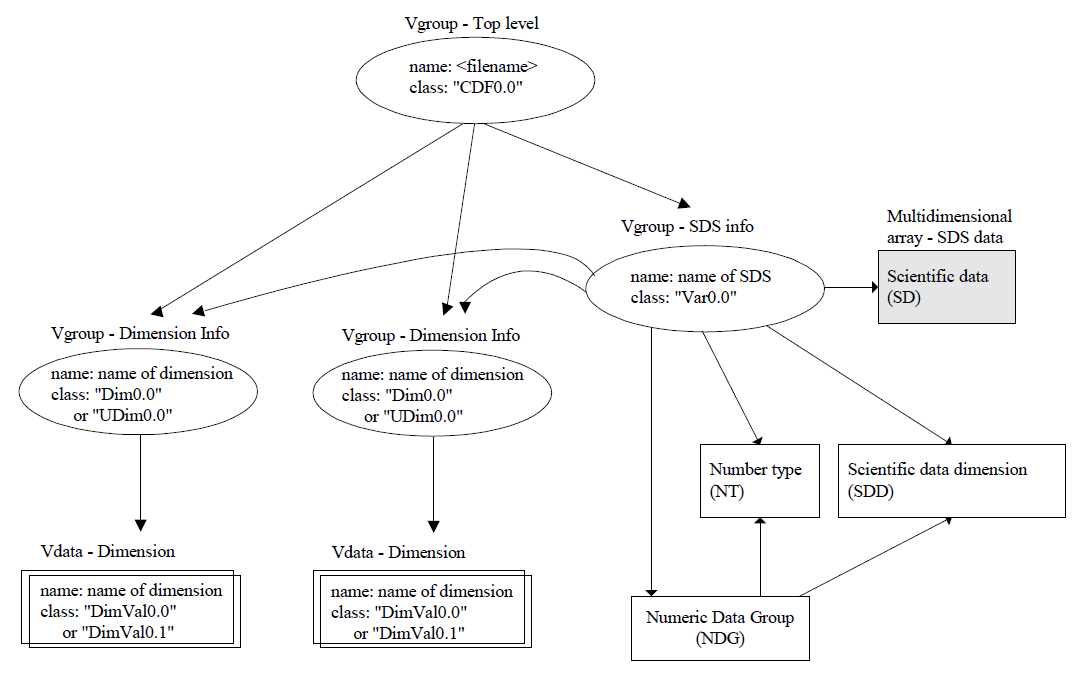 Vgroup - Top level
name: <filename>
class: "CDF0.0"
Vgroup - SDS info
name: name of SDS
class: "Var0.0"
Multidimensional
array - SDS data
Scientific data
(SD)
Vgroup - Dimension Info
name: name of dimension
class: "Dim0.0"
or "UDim0.0"
Vgroup - Dimension Info
name: name of dimension
class: "Dim0.0"
or "UDim0.0"
Number type
(NT)
Scientific data dimension
(SDD)
Vdata - Dimension
name: name of dimension
class: "DimVal0.0"
or "DimVal0.1"
Vdata - Dimension
name: name of dimension
class: "DimVal0.0"
or "DimVal0.1"
Numeric Data Group
(NDG)